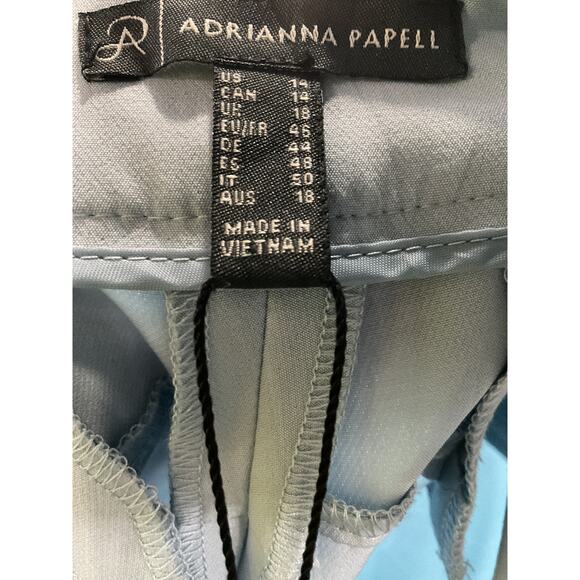 AP ADRIANNA PAPELL
US 14
CAN 14
UK 18
EU/FR 46
DE 44
ES 48
IT 50
AUS 18
MADE IN
VIETNAM